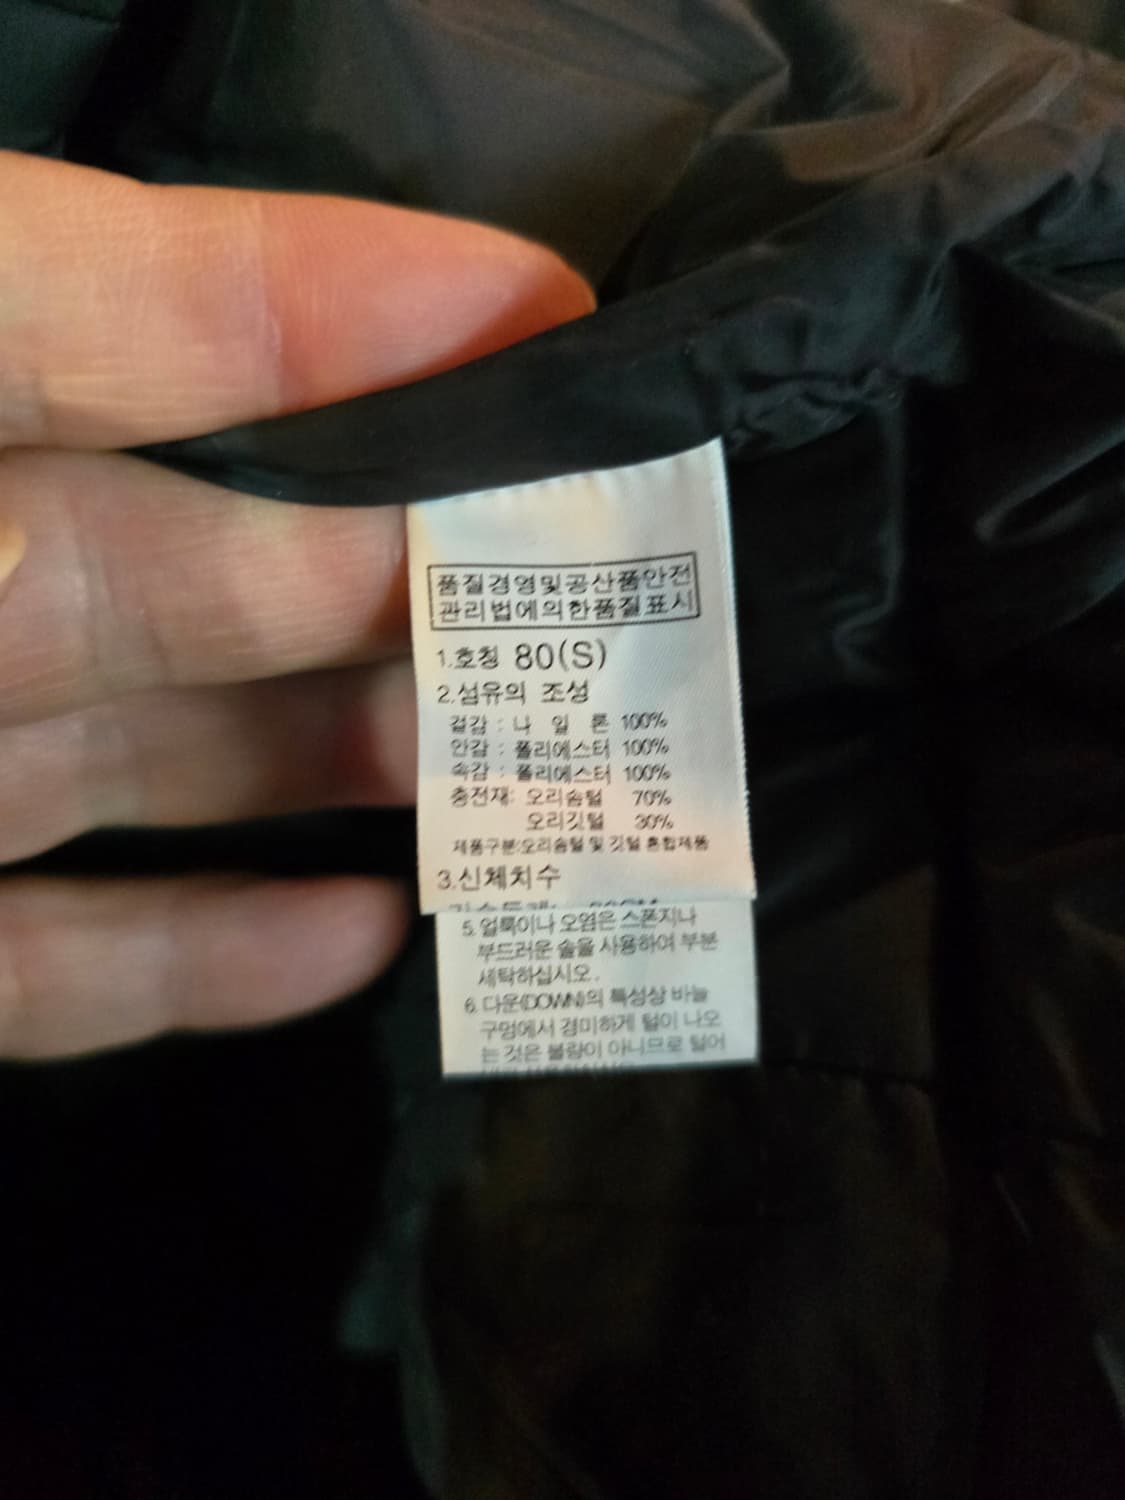 품질경영및공산품안전
관리법에의한품질표시
1.호칭 80(S)
2.섬유의 조성
겉감 : 나 일 론 100%
안감 : 폴리에스터 100%
속감 : 폴리에스터 100%
충전재: 오리솜털 70%
오리깃털 30%
제품구분:오리솜털 및 깃털 혼합제품
3.신체치수
5. 얼룩이나 오염은 스폰지나
부드러운 솔을 사용하여 부분
세탁하십시오.
6. 다운(DOWN)의 특성상 바늘
구멍에서 경미하게 털이 나오
는 것은 불량이 아니므로 털어